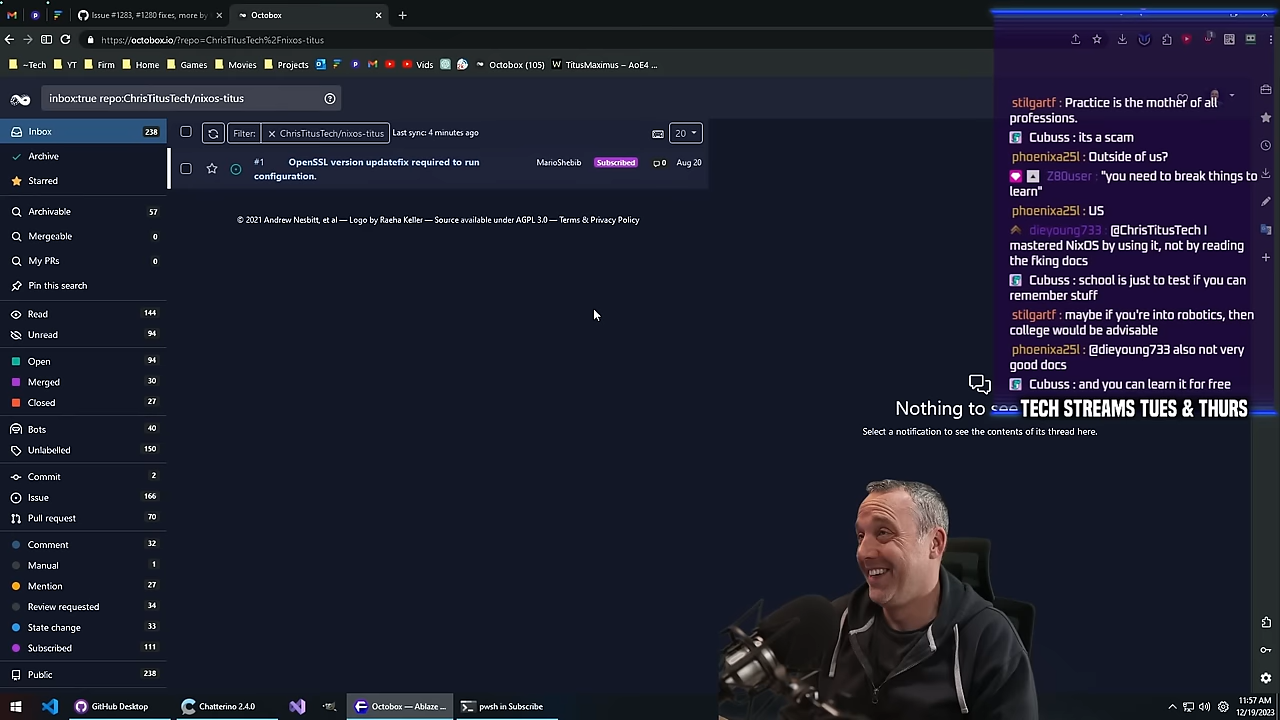 Issue #1283, #1280 fixes, more by
Octobox
https://octobox.io/?repo=ChrisTitusTech%2Fnixos-titus
~Tech
YT
Firm
Home
Games
Movies
Projects
Vids
Octobox (105)
TitusMaximus – AoE4 ...
inbox:true repo:ChrisTitusTech/nixos-titus
Inbox 238
Archive
Starred
Archivable 57
Mergeable 0
My PRs 0
Pin this search
Read 144
Unread 94
Open 94
Merged 30
Closed 27
Bots 40
Unlabelled 150
Commit 2
Issue 166
Pull request 70
Comment 32
Manual 1
Mention 27
Review requested 34
State change 33
Subscribed 111
Public 238
Filter: ChrisTitusTech/nixos-titus Last sync: 4 minutes ago 20
#1 OpenSSL version updatefix required to run
configuration.
MarioShebib Subscribed 0 Aug 20
© 2021 Andrew Nesbitt, et al — Logo by Raeha Keller — Source available under AGPL 3.0 — Terms & Privacy Policy
Nothing to see
Select a notification to see the contents of its thread here.
stilgartf : Practice is the mother of all
professions.
Cubuss : its a scam
phoenixa25l : Outside of us?
Z80user : "you need to break things to
learn"
phoenixa25l : US
dieyoung733 : @ChrisTitusTech I
mastered NixOS by using it, not by reading
the fking docs
Cubuss : school is just to test if you can
remember stuff
stilgartf : maybe if you're into robotics, then
college would be advisable
phoenixa25l : @dieyoung733 also not very
good docs
Cubuss : and you can learn it for free
TECH STREAMS TUES & THURS
GitHub Desktop
Chatterino 2.4.0
Octobox — Ablaze ...
pwsh in Subscribe
11:57 AM
12/19/2023